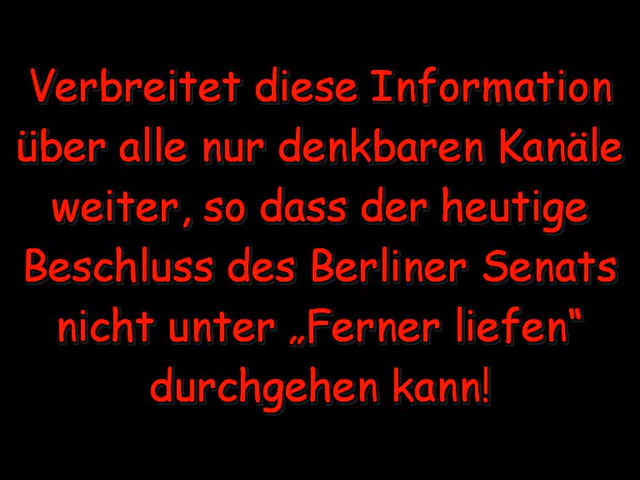 Verbreitet diese Information
über alle nur denkbaren Kanäle
weiter, so dass der heutige
Beschluss des Berliner Senats
nicht unter „Ferner liefen“
durchgehen kann!